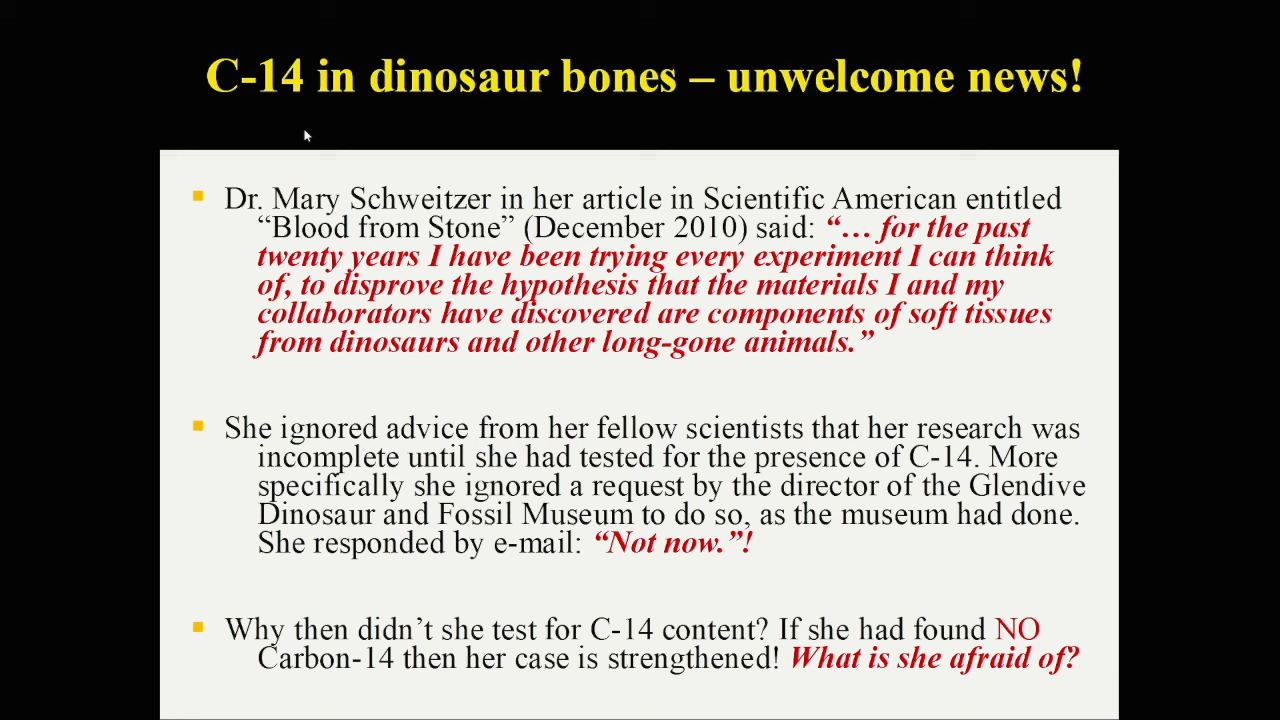 C-14 in dinosaur bones – unwelcome news!
Dr. Mary Schweitzer in her article in Scientific American entitled
“Blood from Stone” (December 2010) said: “… for the past
twenty years I have been trying every experiment I can think
of, to disprove the hypothesis that the materials I and my
collaborators have discovered are components of soft tissues
from dinosaurs and other long-gone animals.”
She ignored advice from her fellow scientists that her research was
incomplete until she had tested for the presence of C-14. More
specifically she ignored a request by the director of the Glendive
Dinosaur and Fossil Museum to do so, as the museum had done.
She responded by e-mail: “Not now.”!
Why then didn’t she test for C-14 content? If she had found NO
Carbon-14 then her case is strengthened! What is she afraid of?